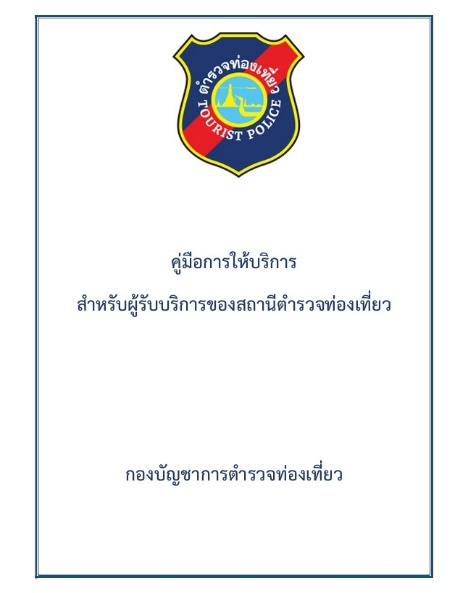 ตำรวจท่องเที่ยว
TOURIST POLICE
คู่มือการให้บริการ
สำหรับผู้รับบริการของสถานีตำรวจท่องเที่ยว
กองบัญชาการตำรวจท่องเที่ยว